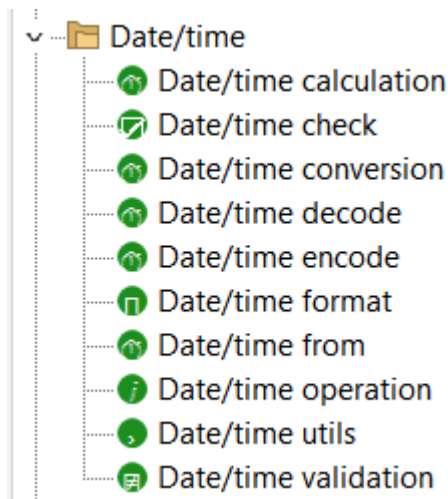 Date/time
Date/time calculation
Date/time check
Date/time conversion
Date/time decode
Date/time encode
Date/time format
Date/time from
Date/time operation
Date/time utils
Date/time validation